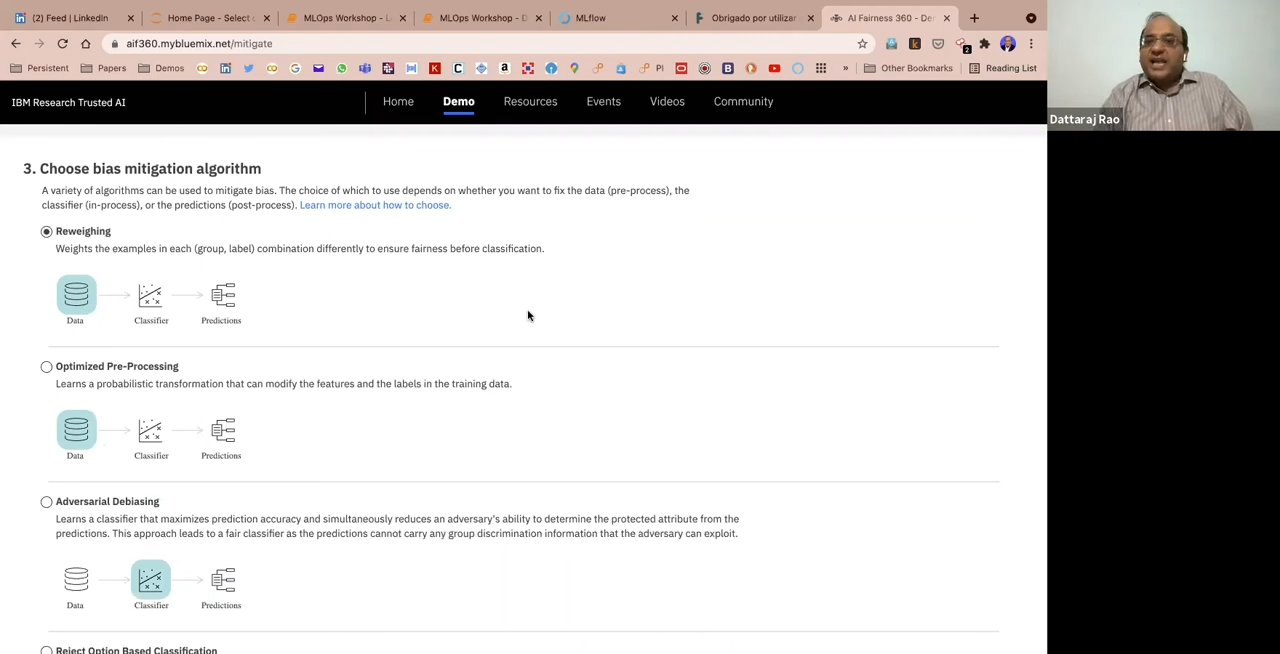 (2) Feed | LinkedIn
Home Page - Select
MLOps Workshop - L
MLOps Workshop - D
MLflow
Obrigado por utilizar
AI Fairness 360 - De
aif360.mybluemix.net/mitigate
2
Persistent
Papers
Demos
PI
Other Bookmarks
Reading List
IBM Research Trusted AI
Home
Demo
Resources
Events
Videos
Community
Dattaraj Rao
3. Choose bias mitigation algorithm
A variety of algorithms can be used to mitigate bias. The choice of which to use depends on whether you want to fix the data (pre-process), the
classifier (in-process), or the predictions (post-process). Learn more about how to choose.
Reweighing
Weights the examples in each (group, label) combination differently to ensure fairness before classification.
Data
Classifier
Predictions
Optimized Pre-Processing
Learns a probabilistic transformation that can modify the features and the labels in the training data.
Data
Classifier
Predictions
Adversarial Debiasing
Learns a classifier that maximizes prediction accuracy and simultaneously reduces an adversary's ability to determine the protected attribute from the
predictions. This approach leads to a fair classifier as the predictions cannot carry any group discrimination information that the adversary can exploit.
Data
Classifier
Predictions
Reject Option Based Classification